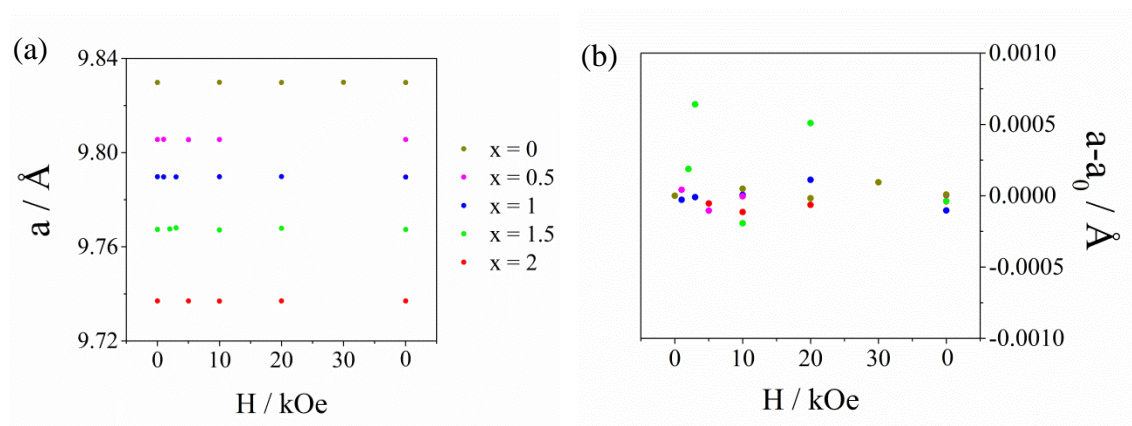 (a)
9.84
9.80
9.76
9.72
a / Å
0 10 20 30 0
H / kOe
x = 0
x = 0.5
x = 1
x = 1.5
x = 2
(b)
0.0010
0.0005
0.0000
-0.0005
-0.0010
a-a₀ / Å
0 10 20 30 0
H / kOe